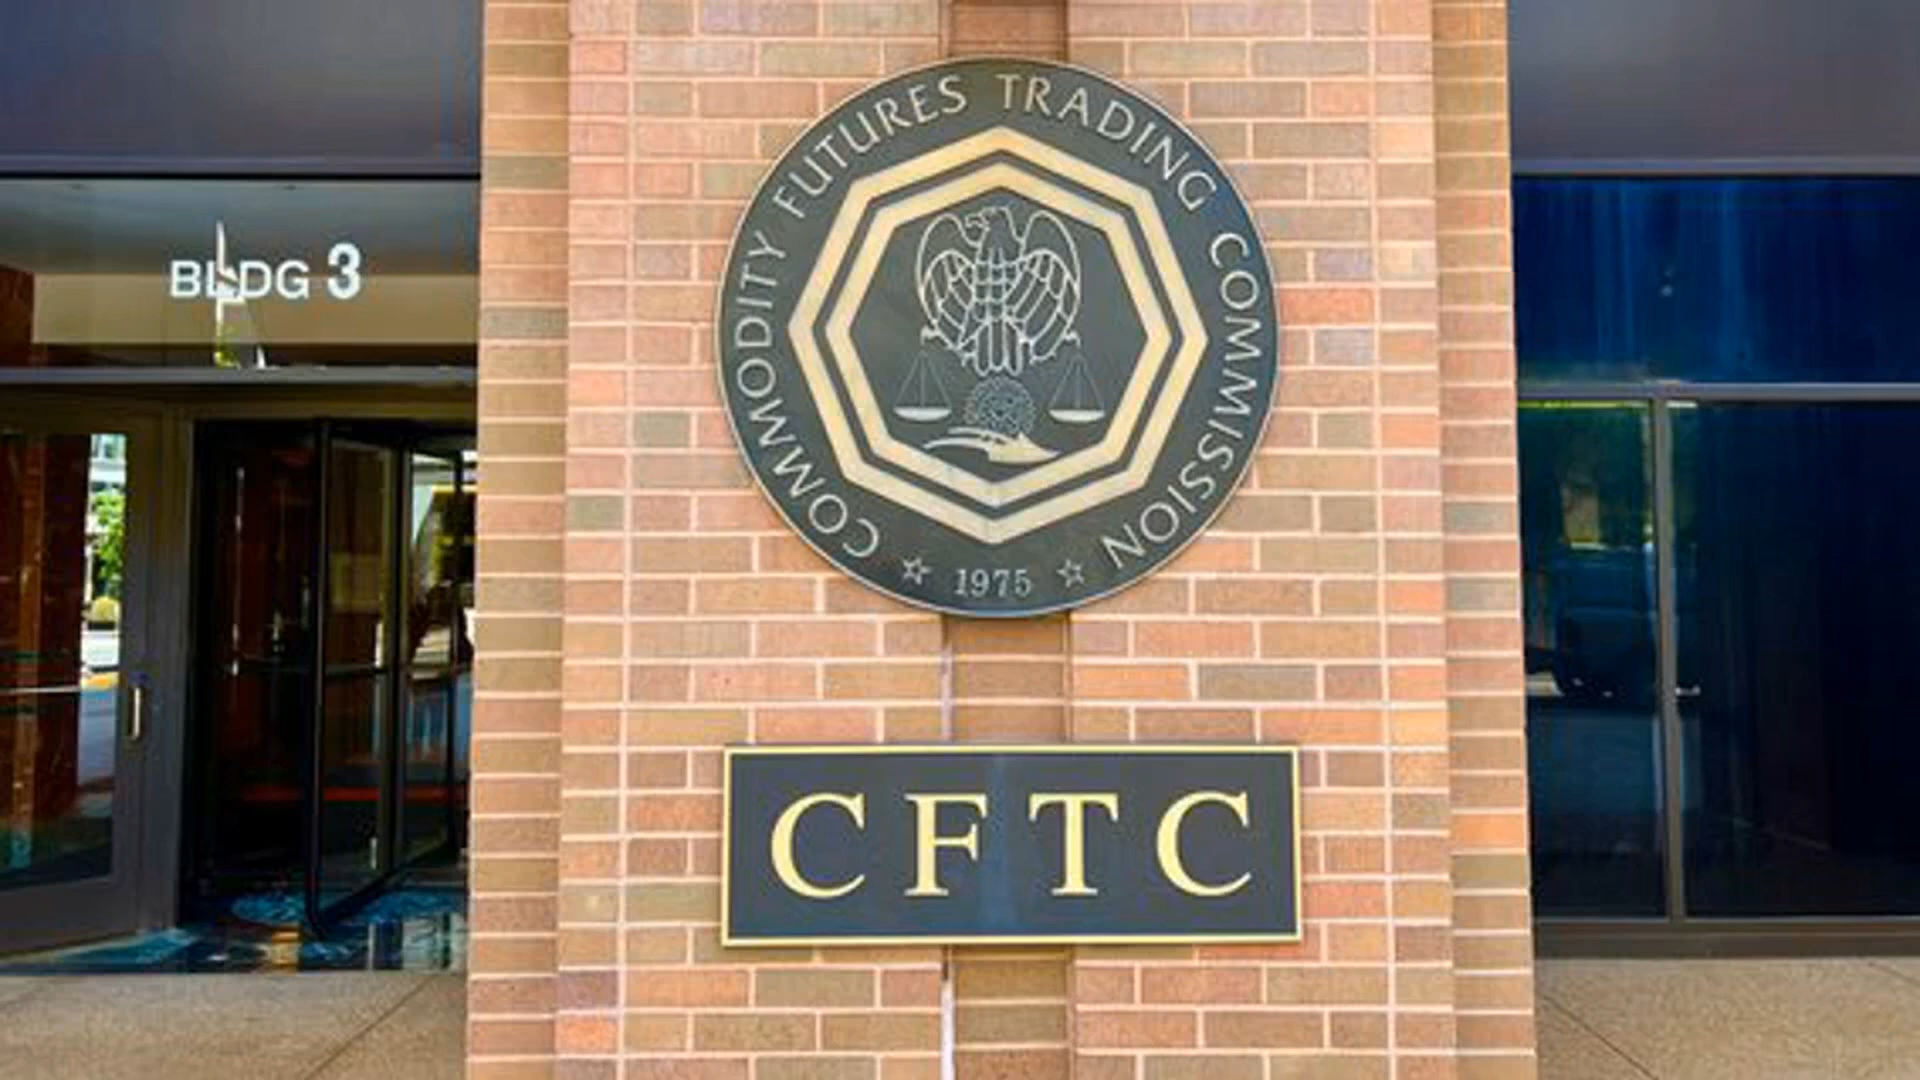 BLDG 3
COMMODITY FUTURES TRADING COMMISSION
☆ 1975 ☆
CFTC